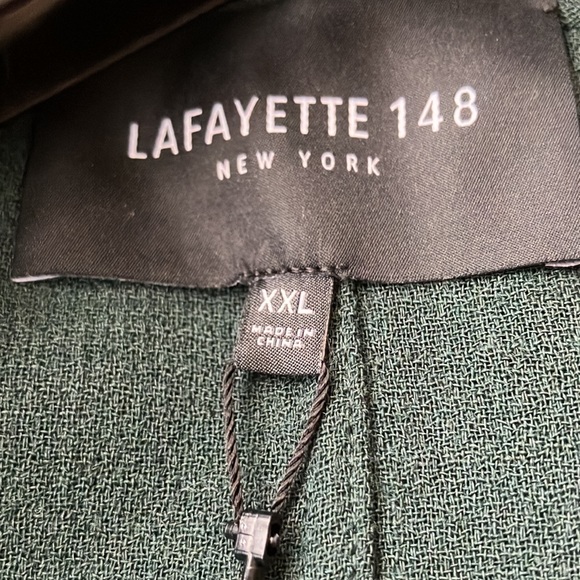 LAFAYETTE 148
NEW YORK
XXL
MADE IN
CHINA